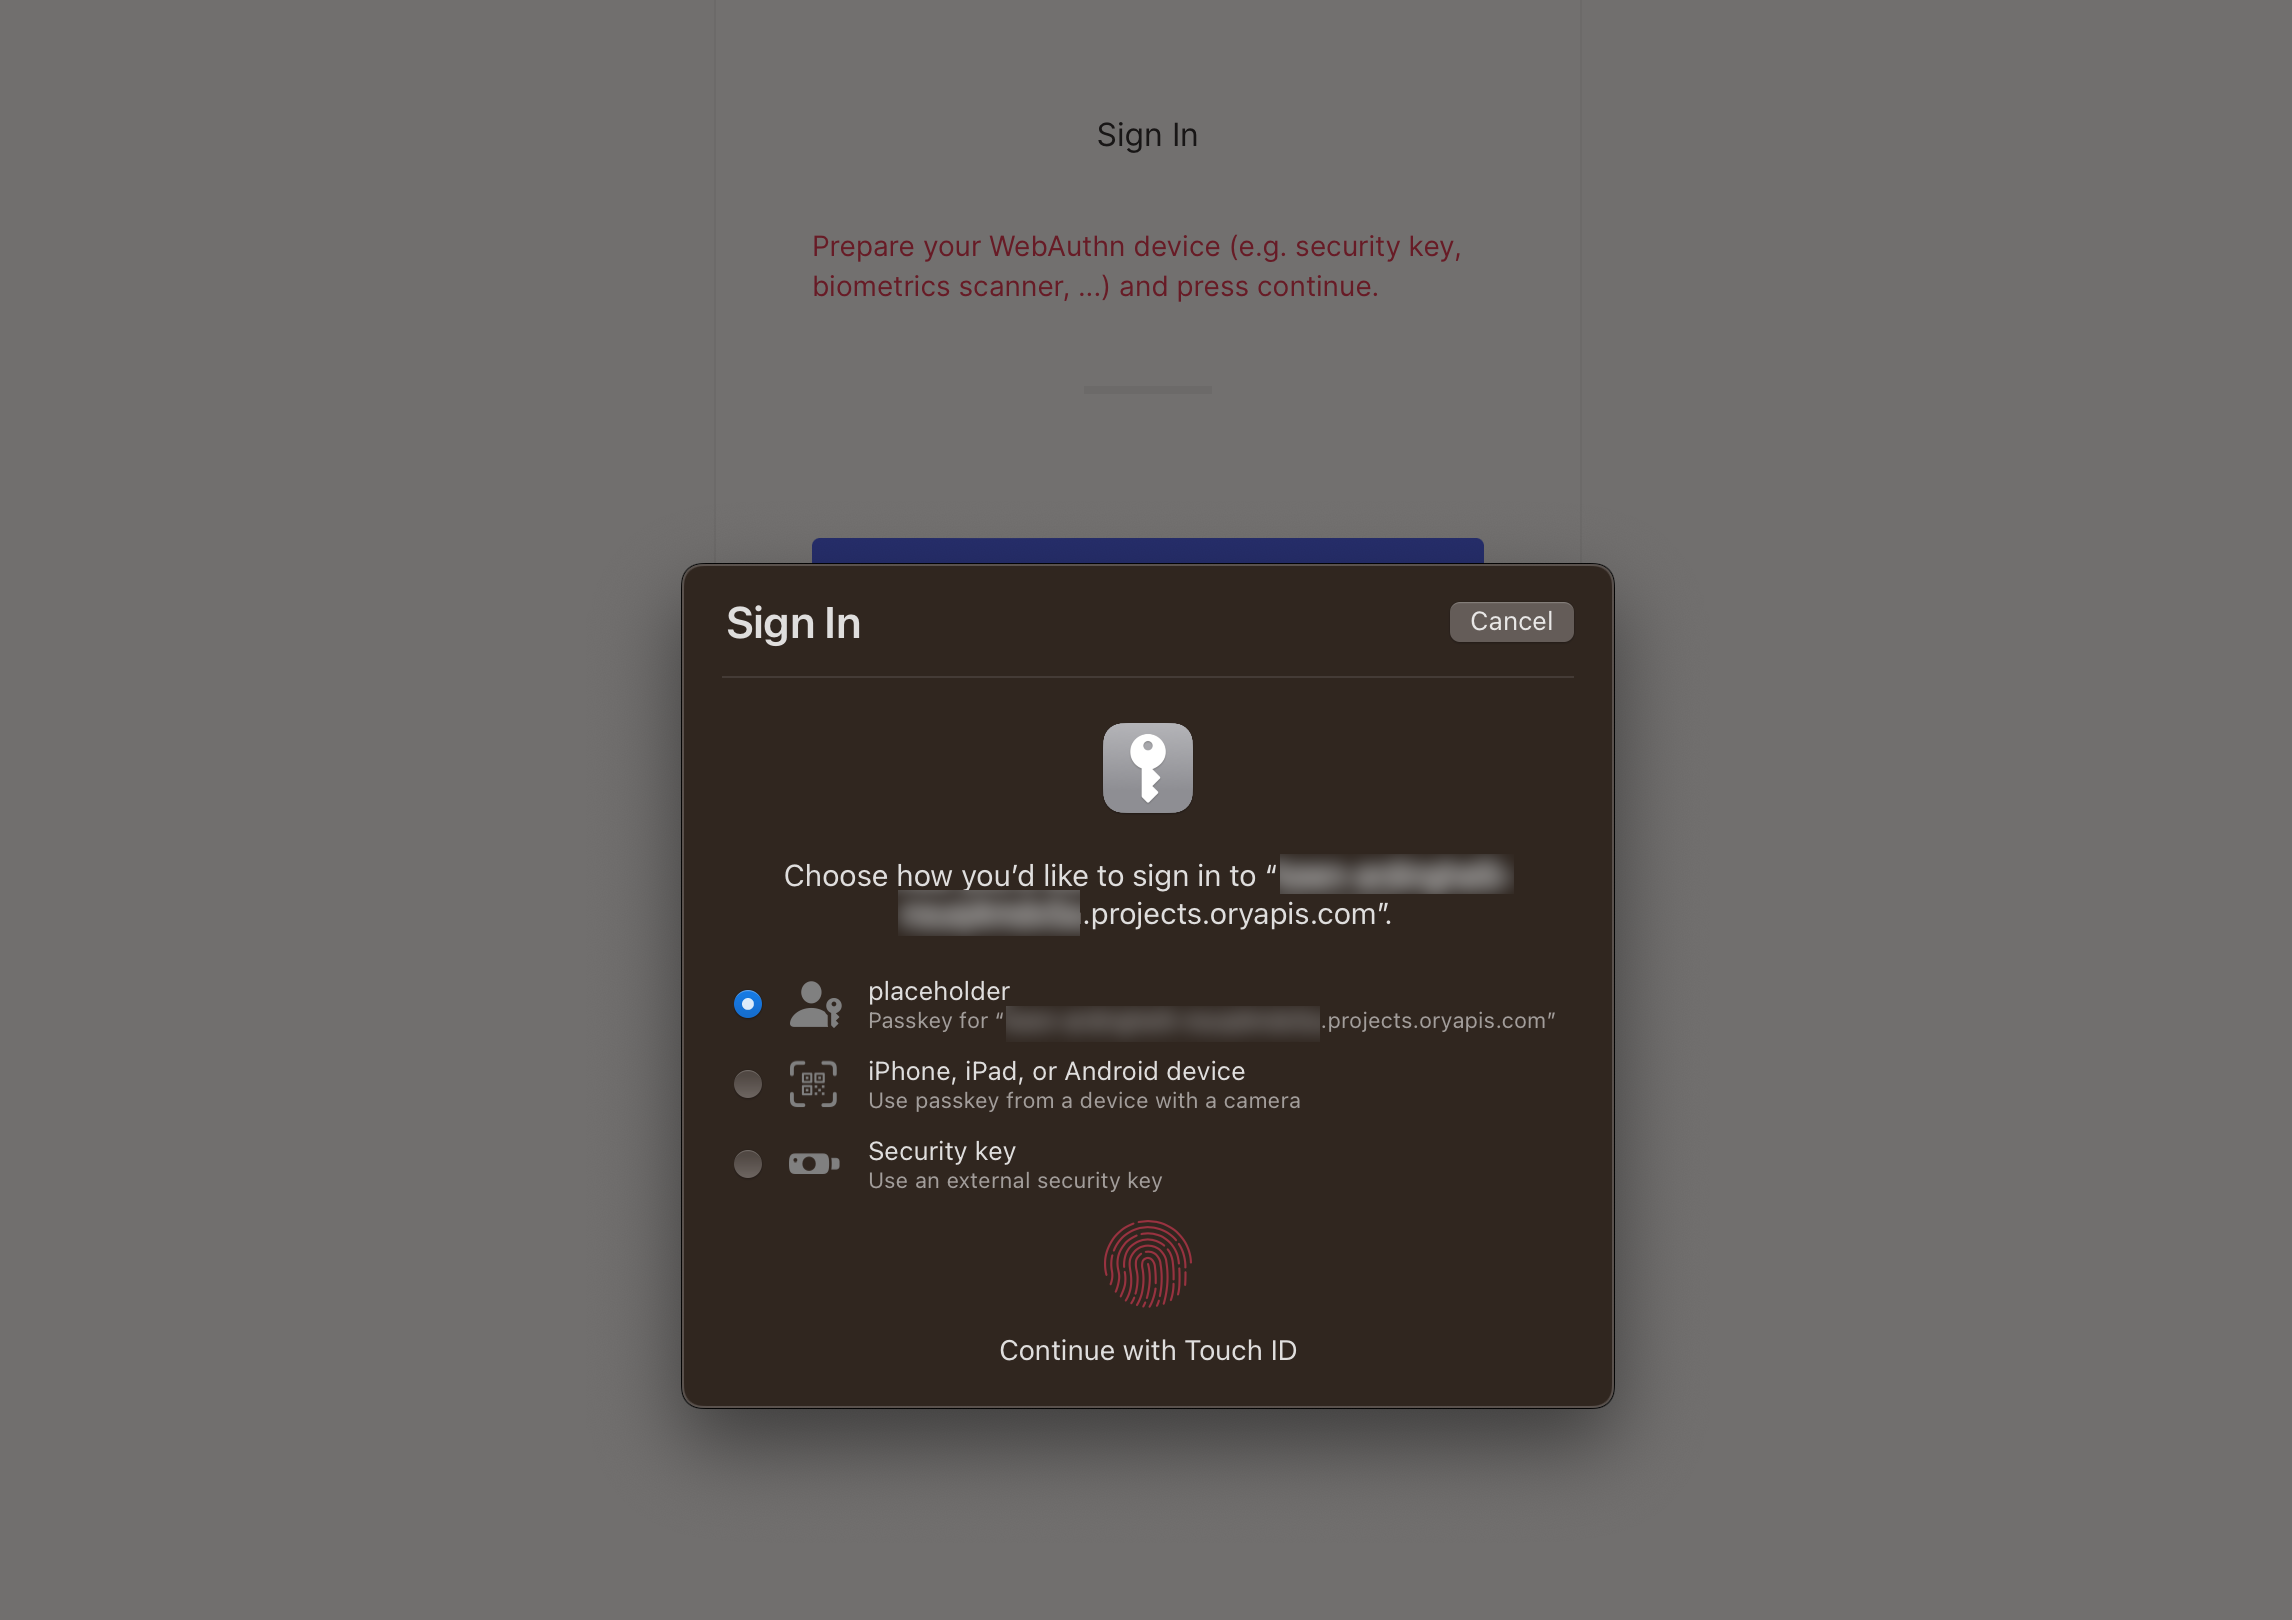 Sign In
Prepare your WebAuthn device (e.g. security key,
biometrics scanner, ...) and press continue.
Sign In
Cancel
Choose how you’d like to sign in to “
.projects.oryapis.com”.
placeholder
Passkey for “ .projects.oryapis.com”
iPhone, iPad, or Android device
Use passkey from a device with a camera
Security key
Use an external security key
Continue with Touch ID